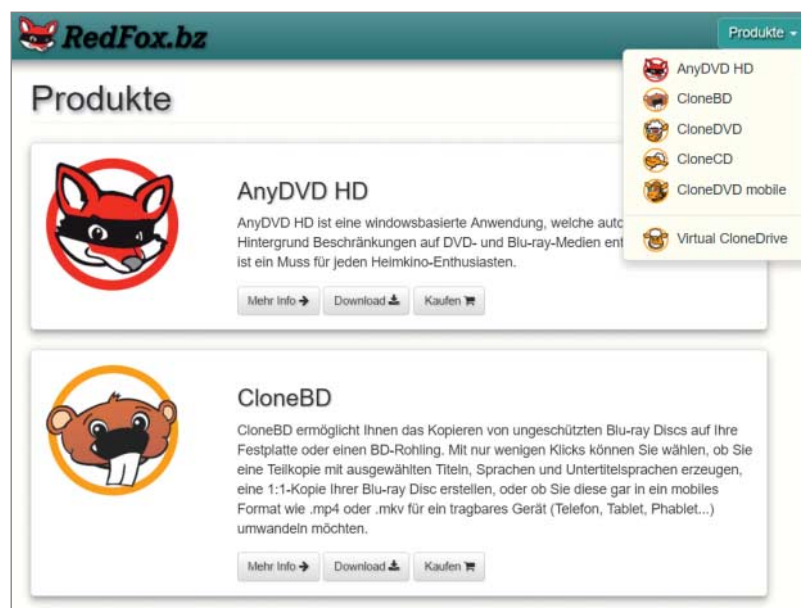 RedFox.bz
Produkte
AnyDVD HD
CloneBD
CloneDVD
CloneCD
CloneDVD mobile
Virtual CloneDrive
Produkte
AnyDVD HD
AnyDVD HD ist eine windowsbasierte Anwendung, welche
Hintergrund Beschränkungen auf DVD- und Blu-ray-Medien
ist ein Muss für jeden Heimkino-Enthusiasten.
Mehr Info Download Kaufen
CloneBD
CloneBD ermöglicht Ihnen das Kopieren von ungeschützten Blu-ray Discs auf Ihre
Festplatte oder einen BD-Rohling. Mit nur wenigen Klicks können Sie wählen, ob Sie
eine Teilkopie mit ausgewählten Titeln, Sprachen und Untertitelsprachen erzeugen,
eine 1:1-Kopie Ihrer Blu-ray Disc erstellen, oder ob Sie diese gar in ein mobiles
Format wie .mp4 oder .mkv für ein tragbares Gerät (Telefon, Tablet, Phablet...)
umwandeln möchten.
Mehr Info Download Kaufen